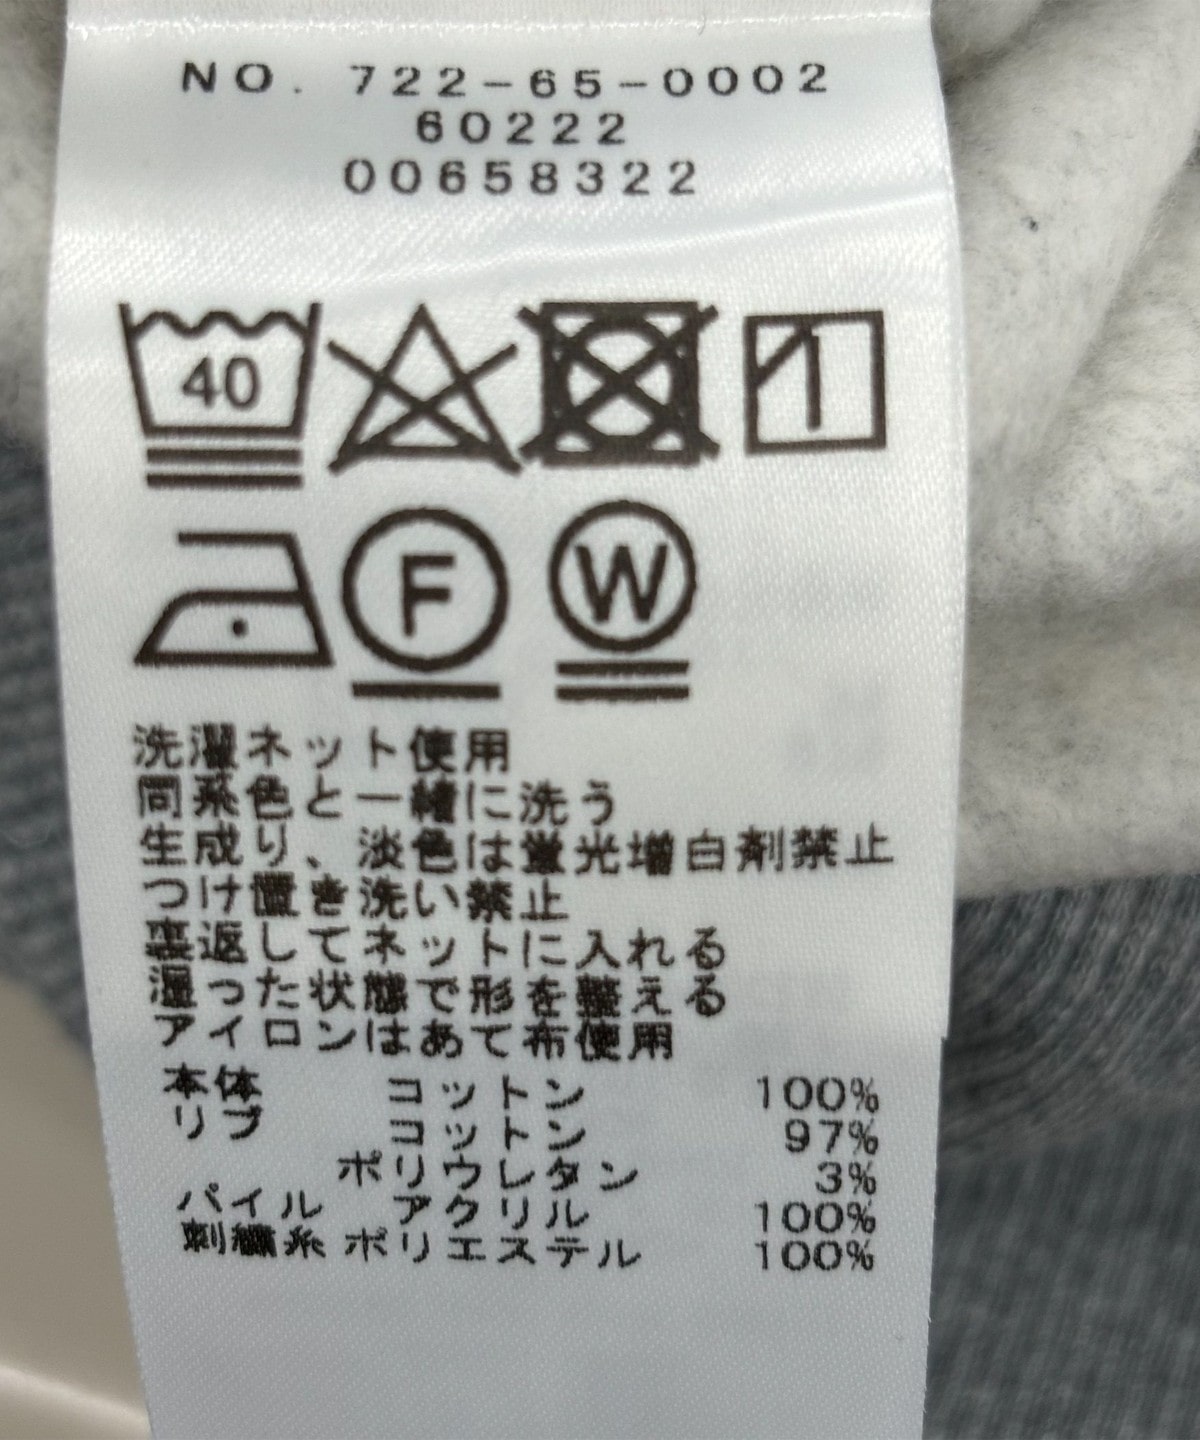 NO. 722-65-0002
60222
00658322
40
F W
洗濯ネット使用
同系色と一緒に洗う
生成り、淡色は蛍光増白剤禁止
つけ置き洗い禁止
裏返してネットに入れる
湿った状態で形を整える
アイロンはあて布使用
本体 コットン 100%
リブ コットン 97%
ポリウレタン 3%
パイル アクリル 100%
刺繍糸 ポリエステル 100%